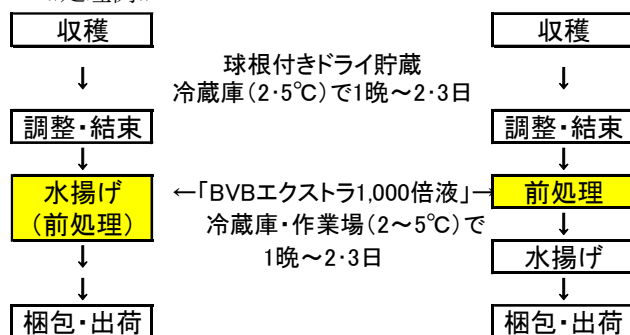 収穫 収穫
↓ 球根付きドライ貯蔵 ↓
冷蔵庫(2・5℃)で1晩～2・3日
調整・結束 調整・結束
↓ ↓
水揚げ ←「BVBエクストラ1,000倍液」→ 前処理
(前処理) 冷蔵庫・作業場(2～5℃)で ↓
↓ 1晩～2・3日 水揚げ
↓ ↓
梱包・出荷 梱包・出荷